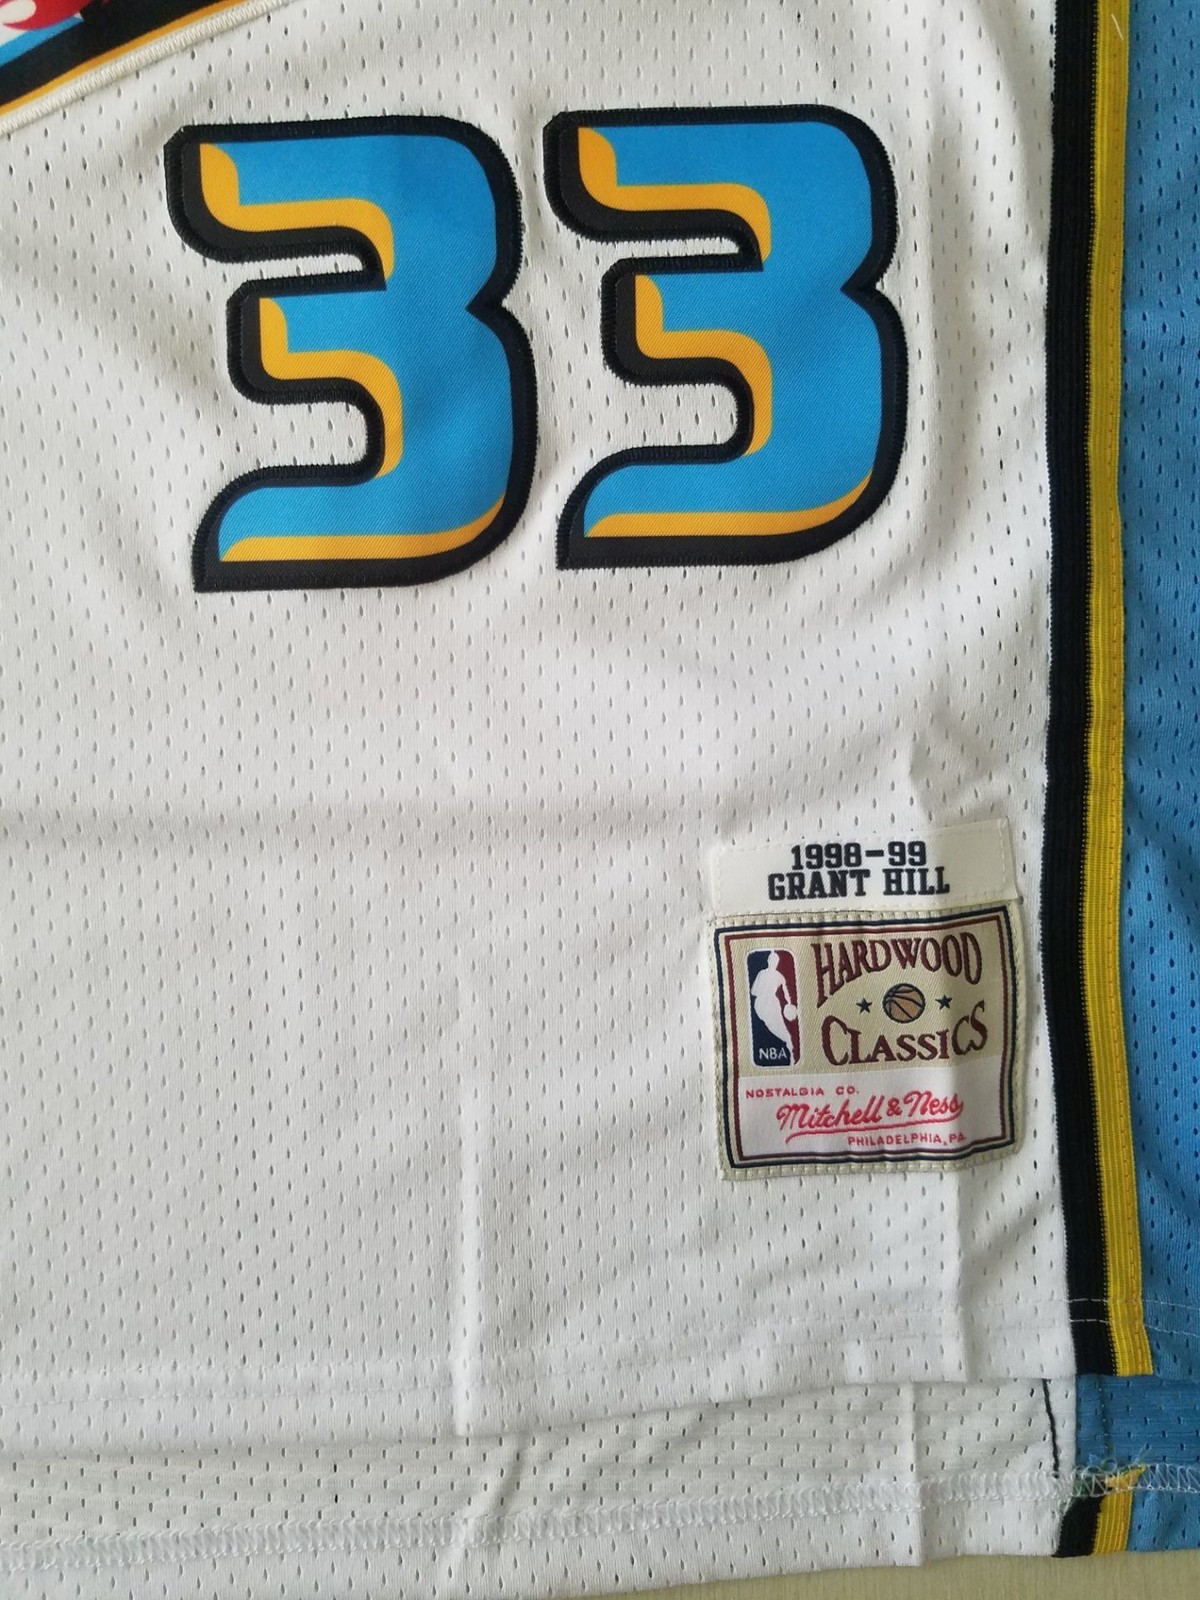 33
1998-99
GRANT HILL
HARDWOOD
CLASSICS
NBA
NOSTALGIA CO.
Mitchell & Ness
PHILADELPHIA, PA